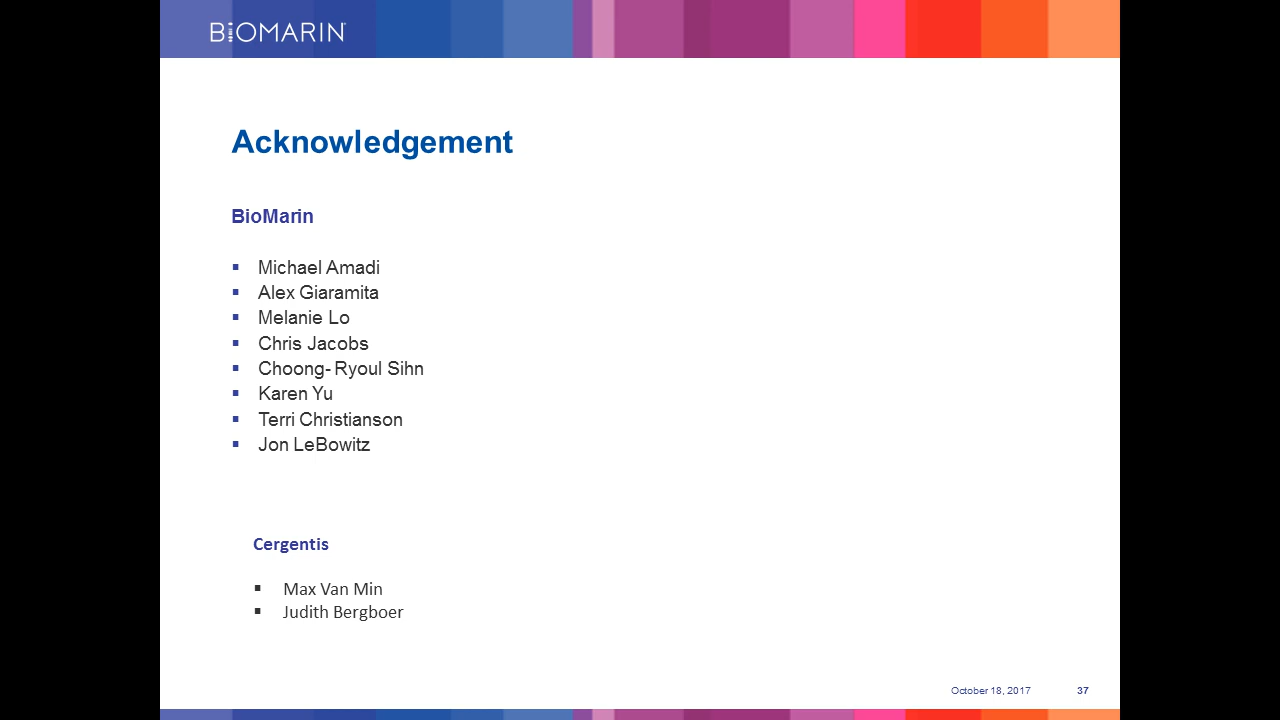 BiOMARIN
Acknowledgement
BioMarin
▪ Michael Amadi
▪ Alex Giaramita
▪ Melanie Lo
▪ Chris Jacobs
▪ Choong- Ryoul Sihn
▪ Karen Yu
▪ Terri Christianson
▪ Jon LeBowitz
Cergentis
▪ Max Van Min
▪ Judith Bergboer
October 18, 2017 37